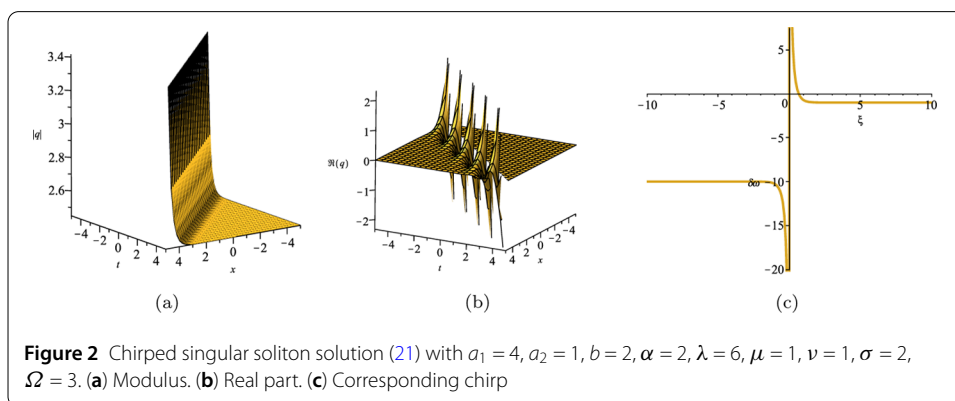 3.4
3.2
3
|q|
2.8
2.6
−4 −2 0 2 4
t
4 2 0 −2 −4
x
(a)
2
1
ℜ(q) 0
−1
−2
−4 −2 0 2 4
t
−4 −2 0 2 4
x
(b)
5
−10 −5 0 5 10
ξ
−5
δω −10
−15
−20
(c)
Figure 2 Chirped singular soliton solution (21) with a₁ = 4, a₂ = 1, b = 2, α = 2, λ = 6, μ = 1, ν = 1, σ = 2,
Ω = 3. (a) Modulus. (b) Real part. (c) Corresponding chirp